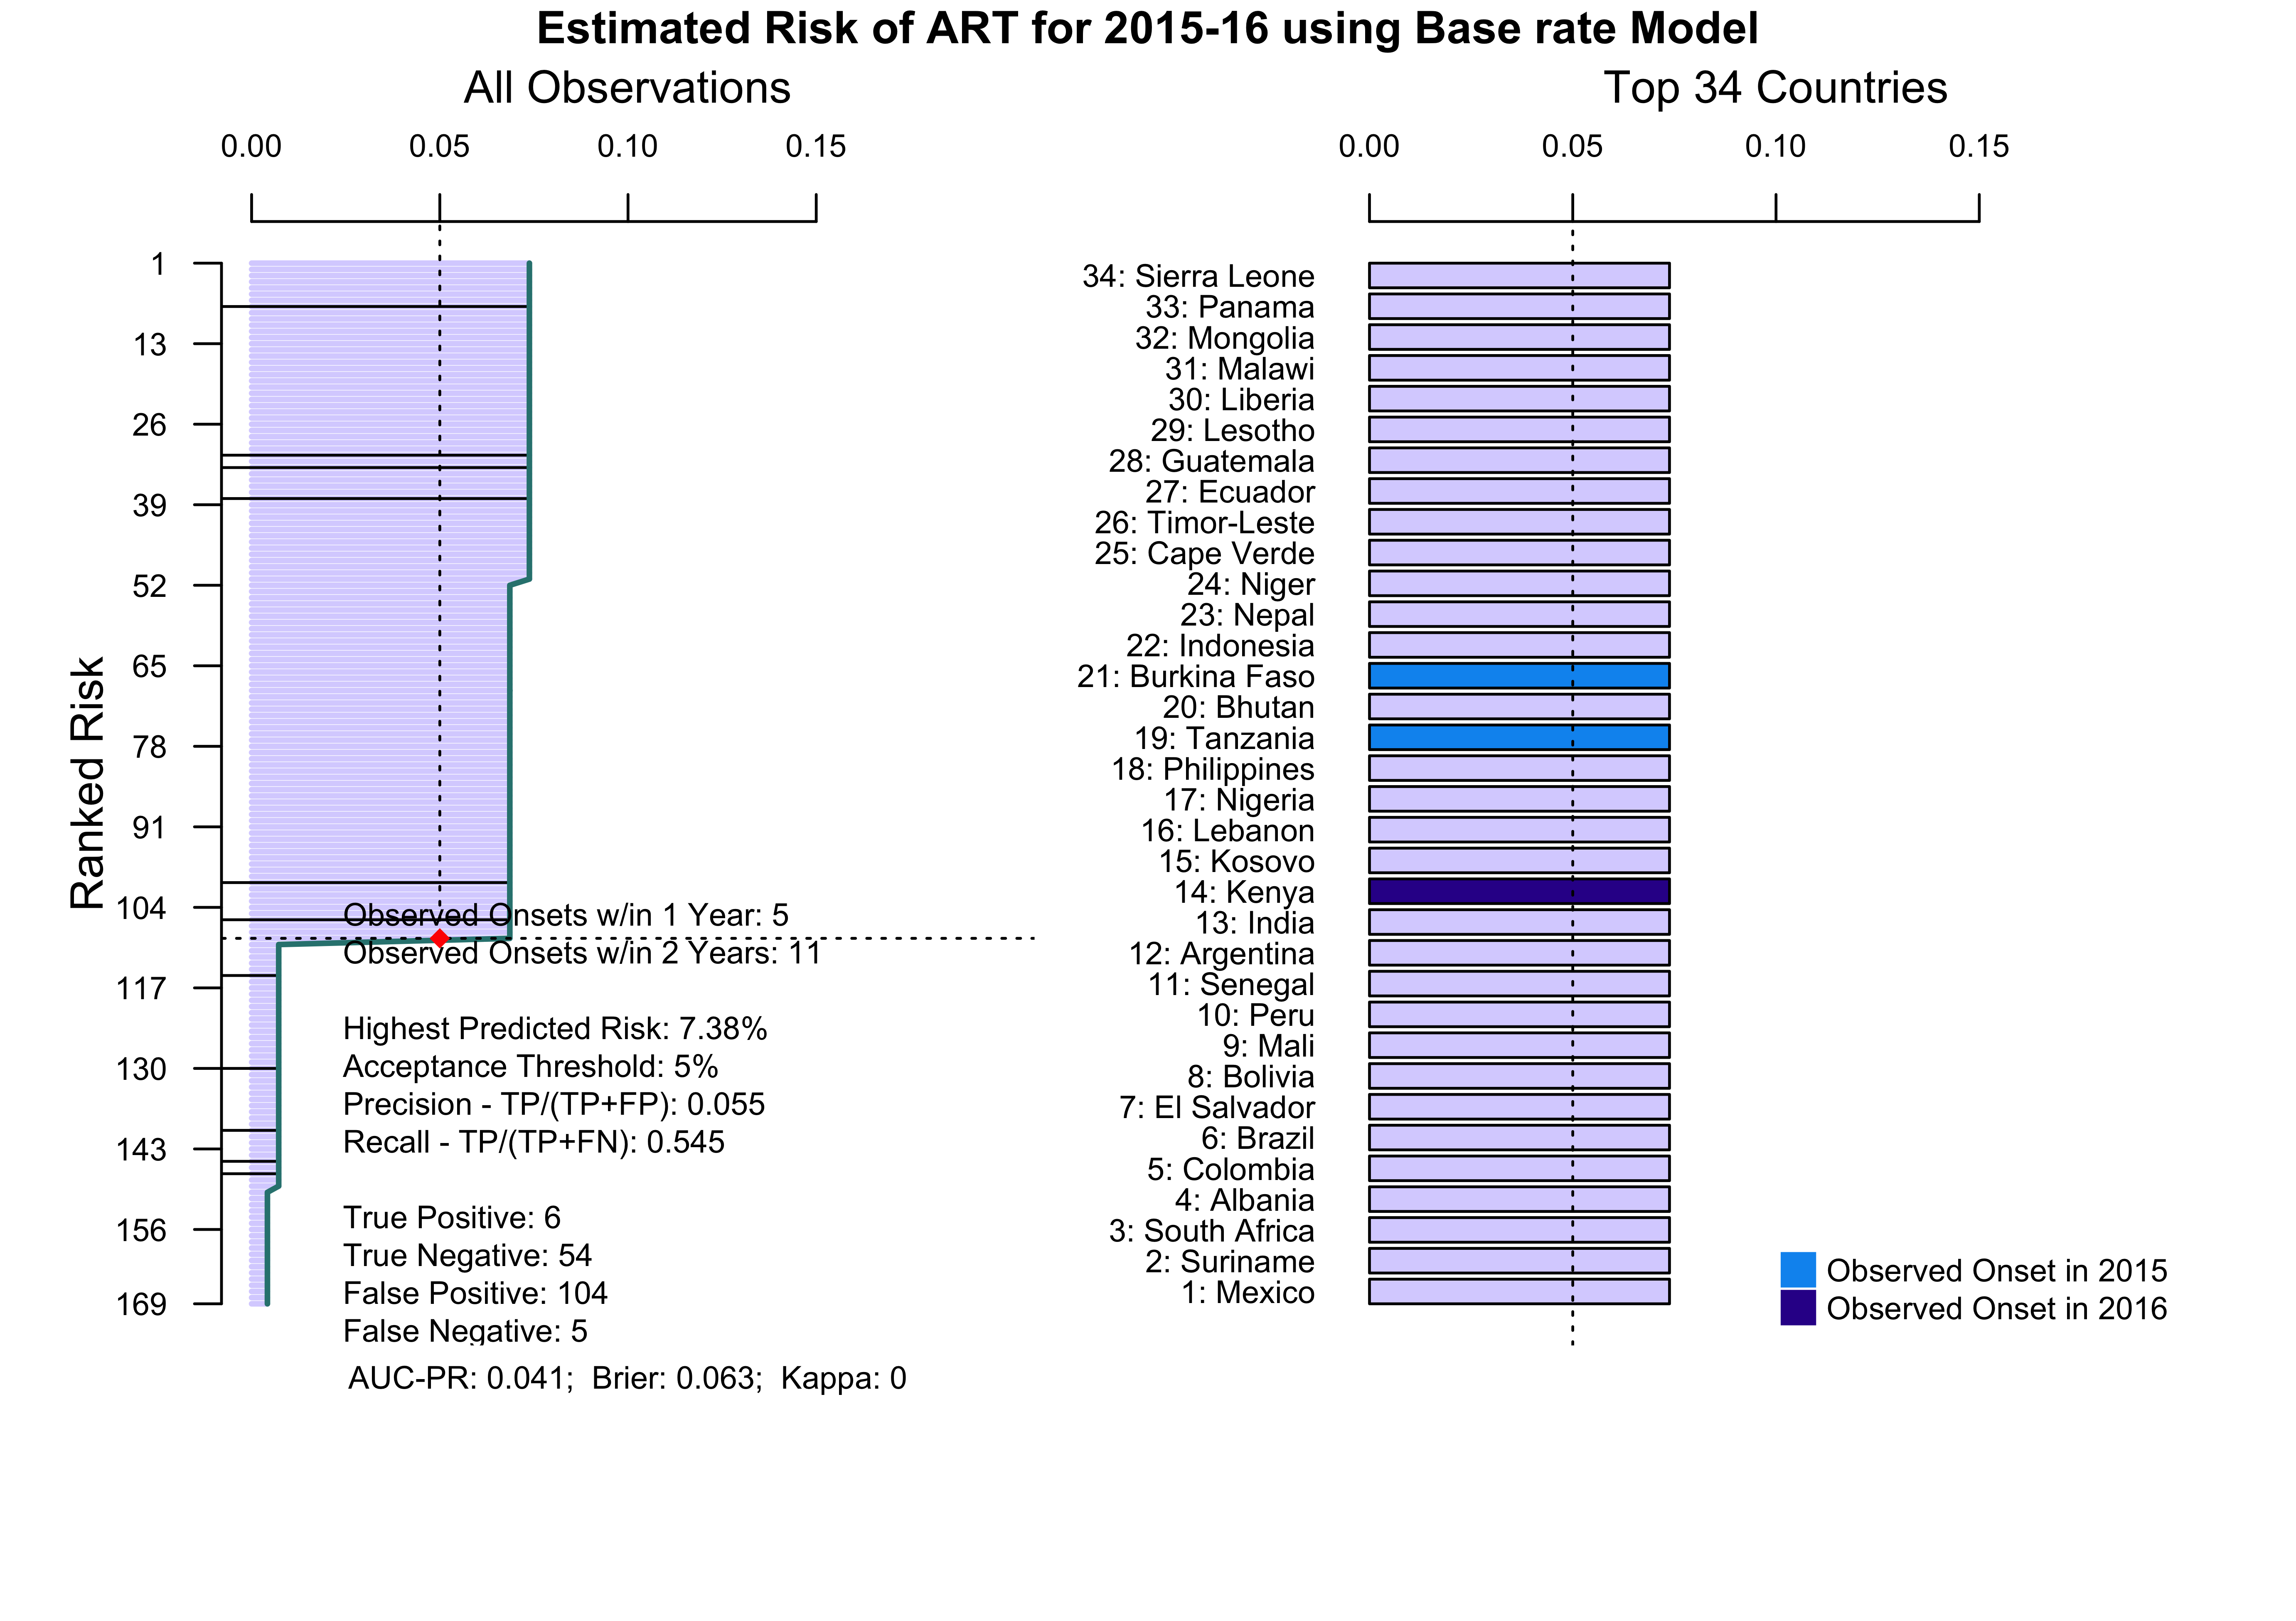 Estimated Risk of ART for 2015-16 using Base rate Model
All Observations
0.00 0.05 0.10 0.15
Ranked Risk
1
13
26
39
52
65
78
91
104
117
130
143
156
169
Observed Onsets w/in 1 Year: 5
Observed Onsets w/in 2 Years: 11
Highest Predicted Risk: 7.38%
Acceptance Threshold: 5%
Precision - TP/(TP+FP): 0.055
Recall - TP/(TP+FN): 0.545
True Positive: 6
True Negative: 54
False Positive: 104
False Negative: 5
AUC-PR: 0.041; Brier: 0.063; Kappa: 0
Top 34 Countries
0.00 0.05 0.10 0.15
34: Sierra Leone
33: Panama
32: Mongolia
31: Malawi
30: Liberia
29: Lesotho
28: Guatemala
27: Ecuador
26: Timor-Leste
25: Cape Verde
24: Niger
23: Nepal
22: Indonesia
21: Burkina Faso
20: Bhutan
19: Tanzania
18: Philippines
17: Nigeria
16: Lebanon
15: Kosovo
14: Kenya
13: India
12: Argentina
11: Senegal
10: Peru
9: Mali
8: Bolivia
7: El Salvador
6: Brazil
5: Colombia
4: Albania
3: South Africa
2: Suriname
1: Mexico
Observed Onset in 2015
Observed Onset in 2016